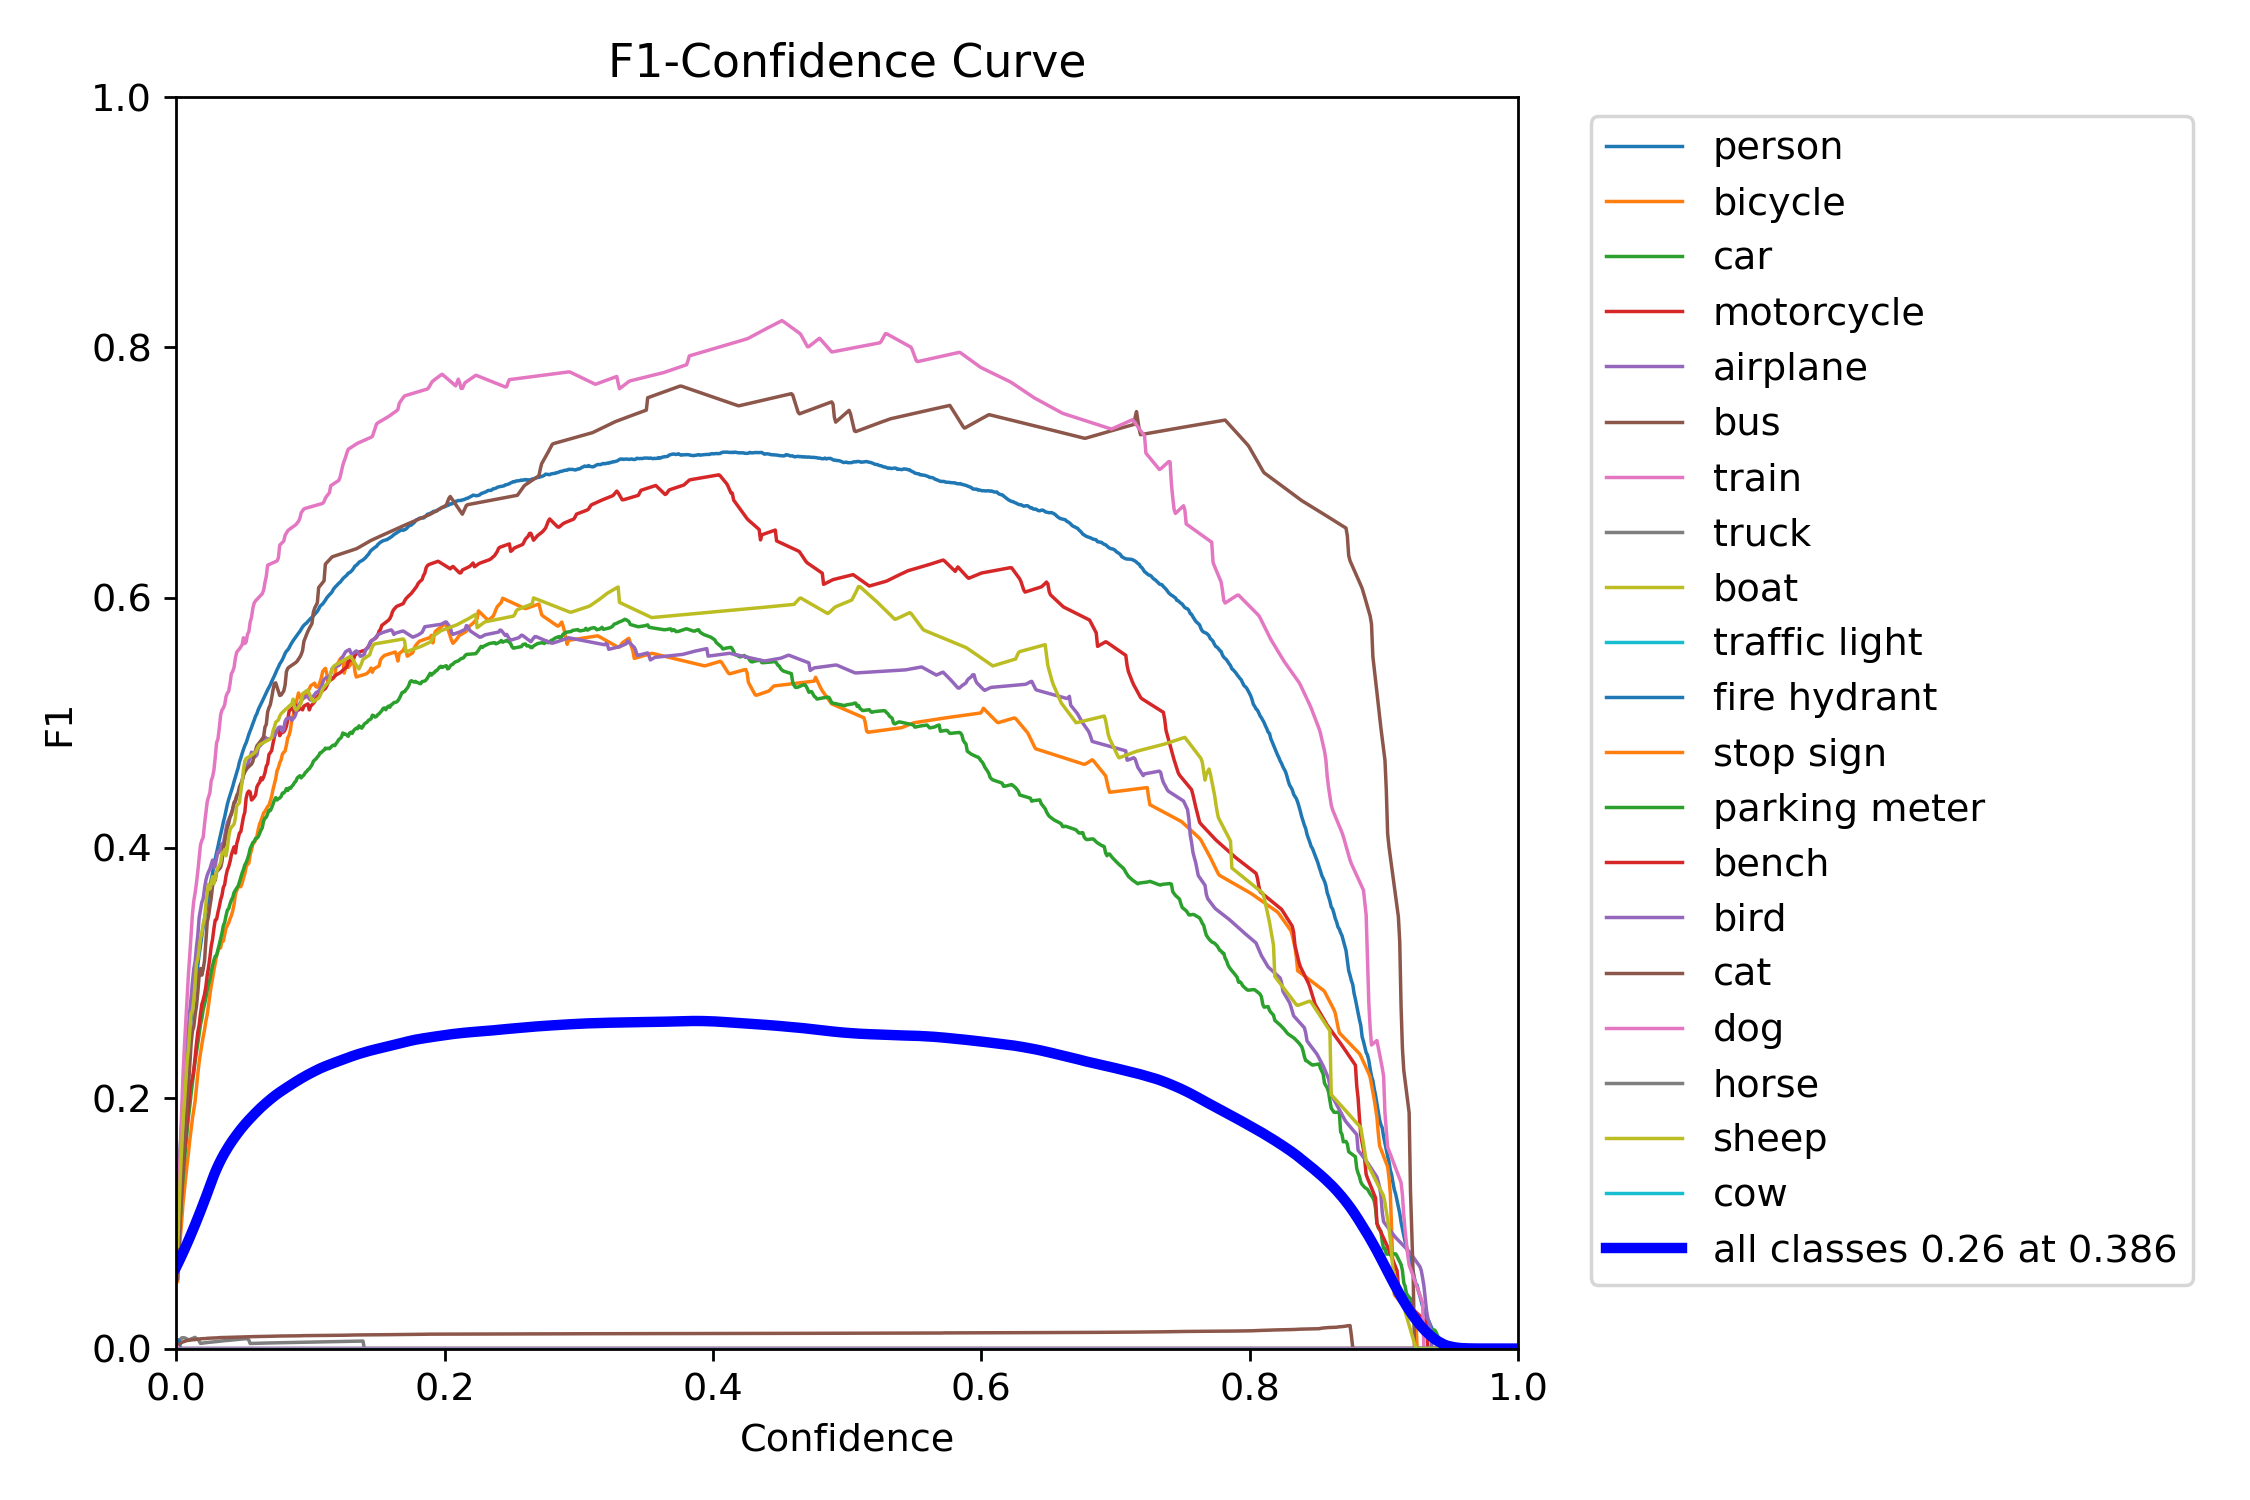 F1-Confidence Curve
1.0
0.8
0.6
0.4
0.2
0.0
F1
0.0 0.2 0.4 0.6 0.8 1.0
Confidence
person
bicycle
car
motorcycle
airplane
bus
train
truck
boat
traffic light
fire hydrant
stop sign
parking meter
bench
bird
cat
dog
horse
sheep
cow
all classes 0.26 at 0.386